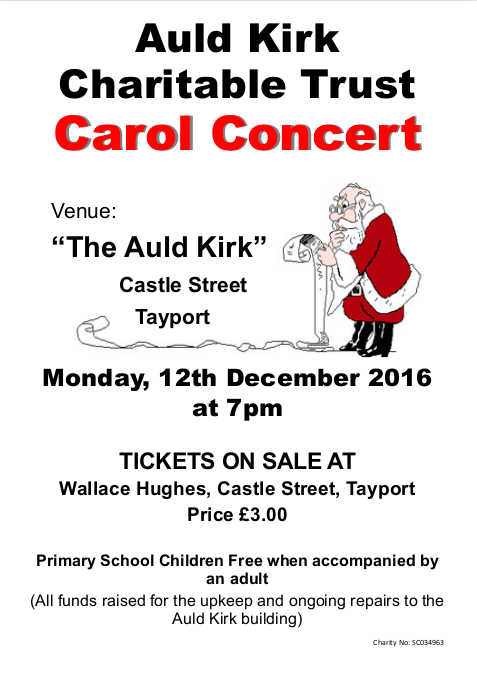 Auld Kirk
Charitable Trust
Carol Concert
Venue:
“The Auld Kirk”
Castle Street
Tayport
Monday, 12th December 2016
at 7pm
TICKETS ON SALE AT
Wallace Hughes, Castle Street, Tayport
Price £3.00
Primary School Children Free when accompanied by
an adult
(All funds raised for the upkeep and ongoing repairs to the
Auld Kirk building)
Charity No: SC034963